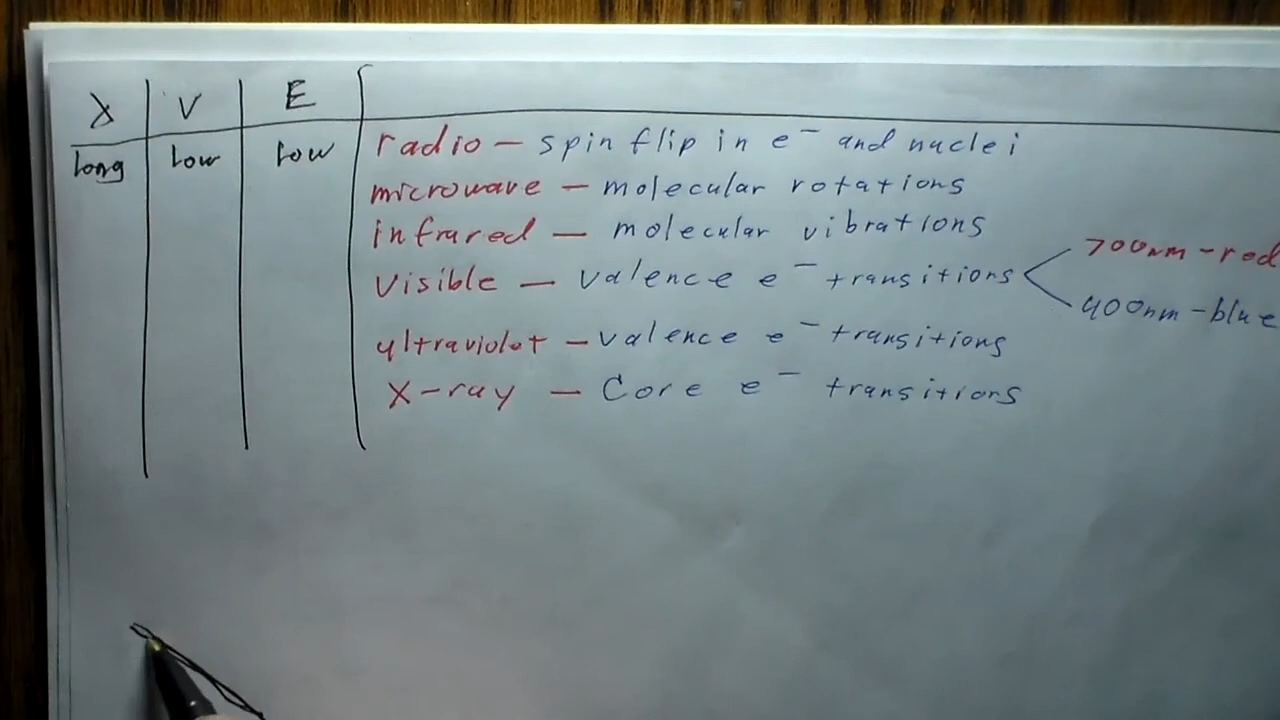 λ ν E
long low low radio – spin flip in e⁻ and nuclei
microwave – molecular rotations
infrared – molecular vibrations
visible – valence e⁻ transitions < 700nm – red
400nm – blue
ultraviolet – valence e⁻ transitions
X-ray – Core e⁻ transitions